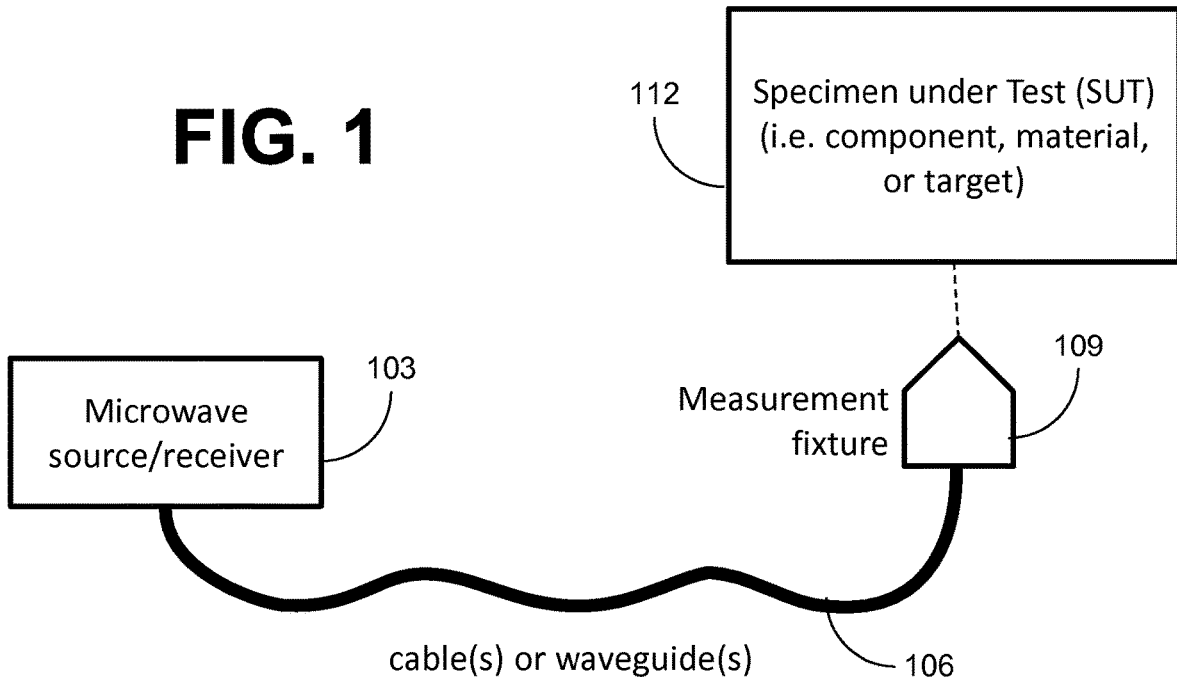 FIG. 1
112
Specimen under Test (SUT)
(i.e. component, material,
or target)
103
Microwave
source/receiver
109
Measurement
fixture
106
cable(s) or waveguide(s)